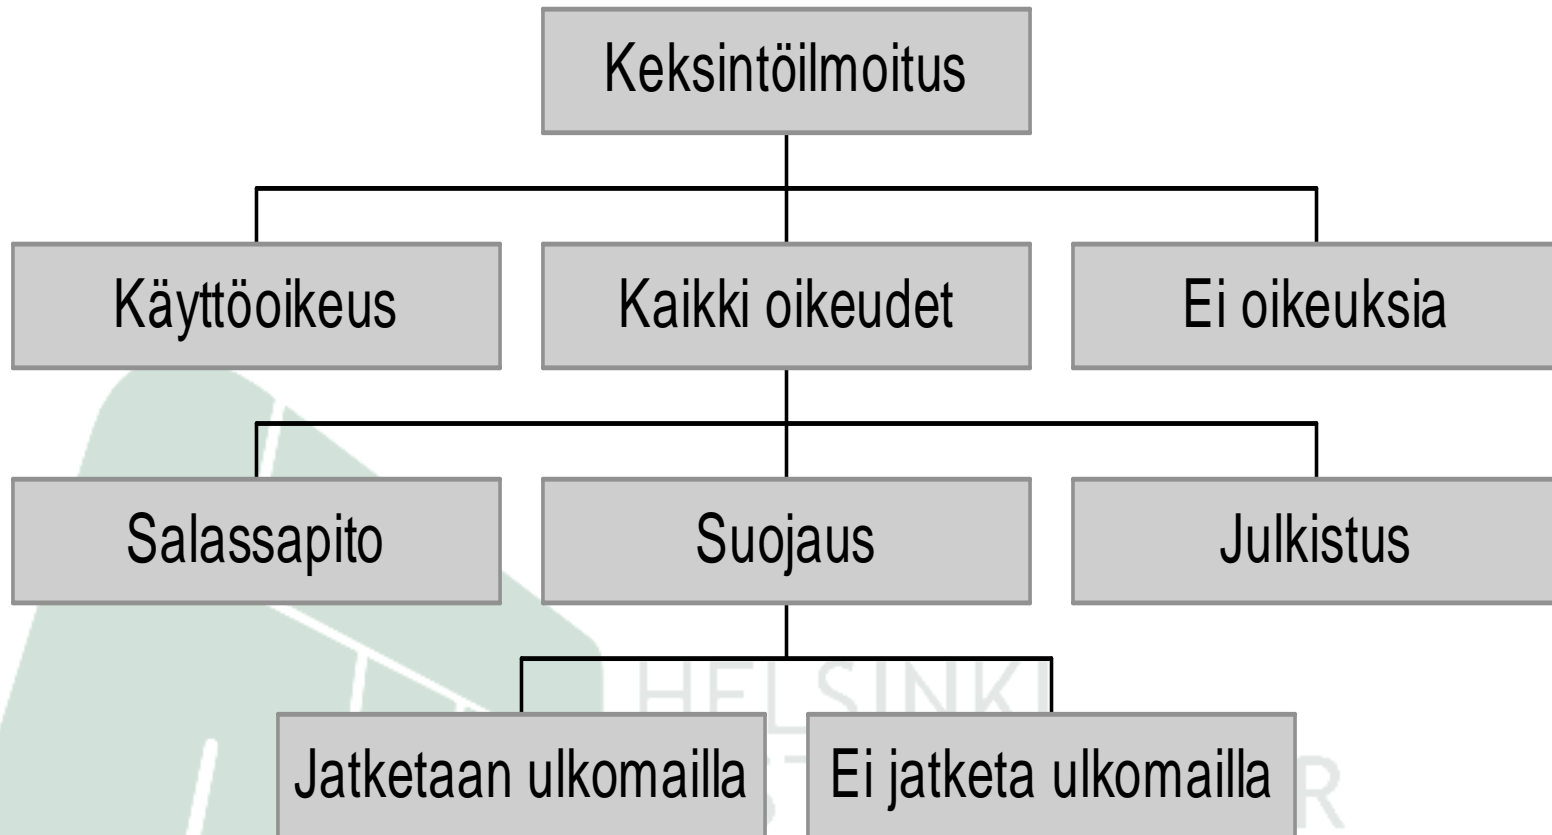 Keksintöilmoitus
Käyttöoikeus
Kaikki oikeudet
Ei oikeuksia
Salassapito
Suojaus
Julkistus
HELSINKI
Jatketaan ulkomailla
Ei jatketa ulkomailla